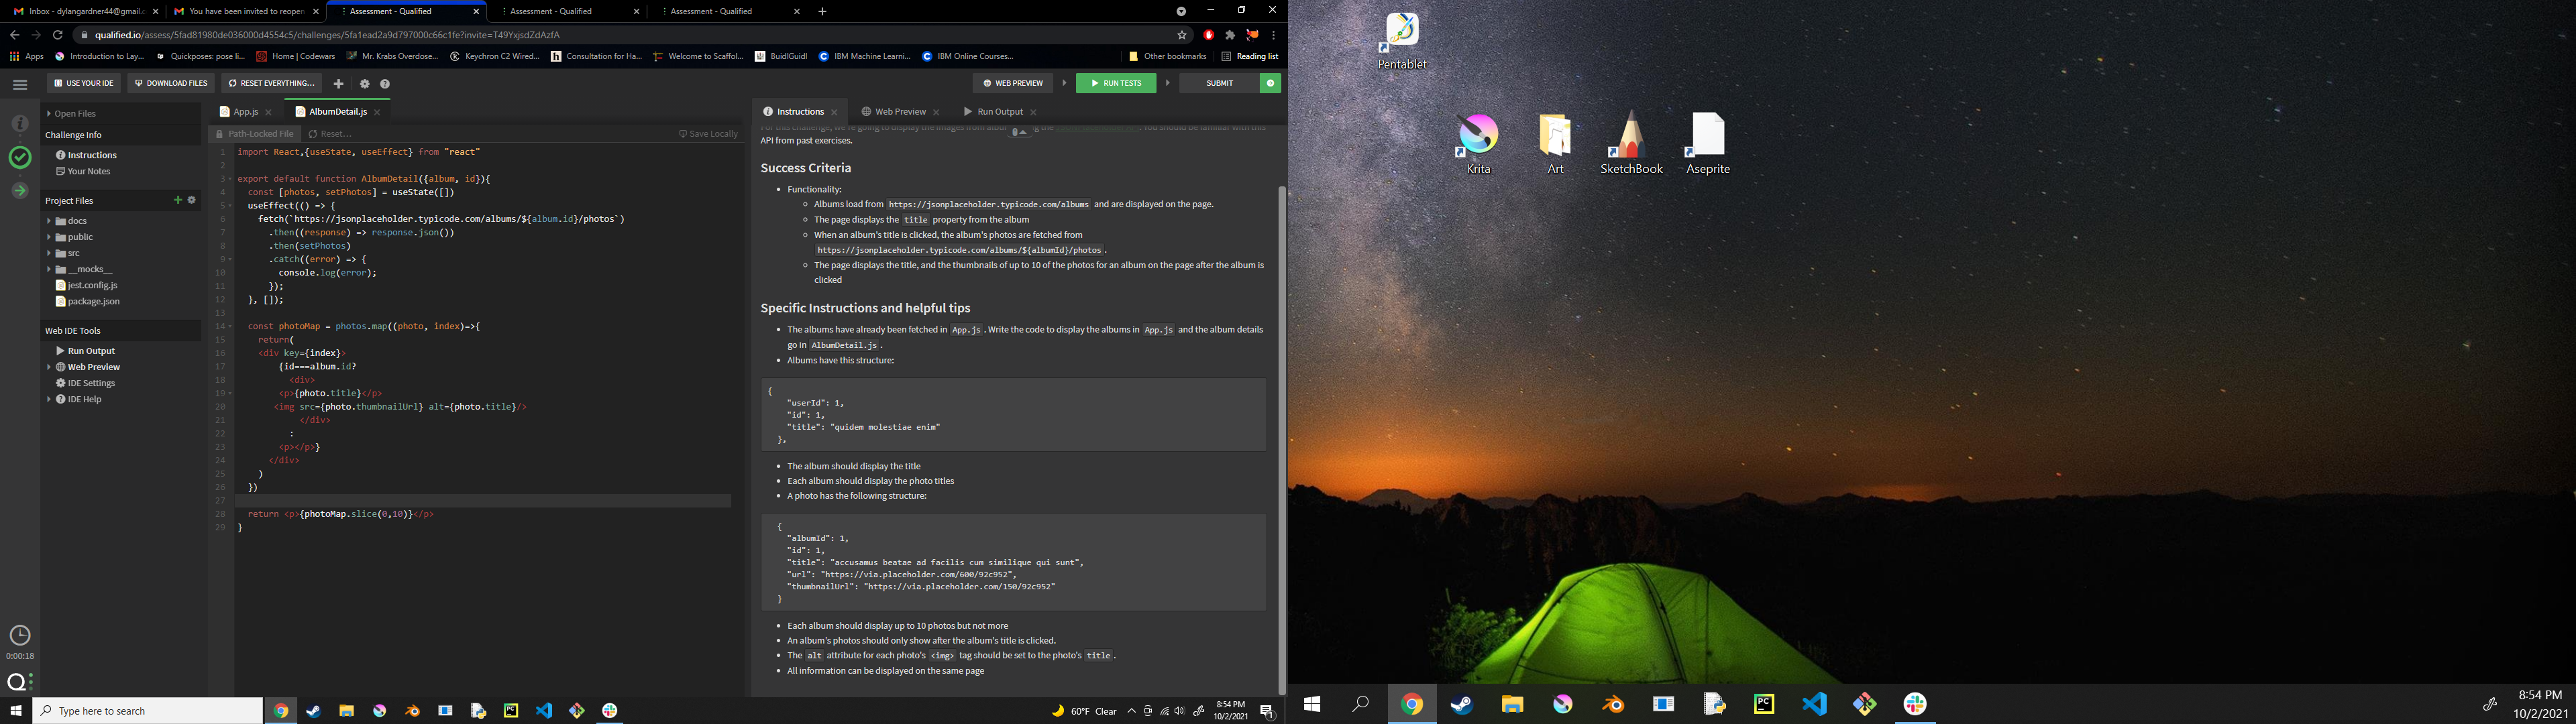 Inbox - dylangardner44@gmail.c
You have been invited to reopen
Assessment - Qualified
Assessment - Qualified
Assessment - Qualified
qualified.io/assess/5fad81980de036000d4554c5/challenges/5fa1ead2a9d797000c66c1fe?invite=T49YxjsdZdAzfA
Apps
Introduction to Lay...
Quickposes: pose li...
Home | Codewars
Mr. Krabs Overdose...
Keychron C2 Wired...
Consultation for Ha...
Welcome to Scaffol...
BuidlGuidl
IBM Machine Learni...
IBM Online Courses...
Other bookmarks
Reading list
USE YOUR IDE
DOWNLOAD FILES
RESET EVERYTHING...
WEB PREVIEW
RUN TESTS
SUBMIT
Open Files
Challenge Info
Instructions
Your Notes
Project Files
docs
public
src
__mocks__
jest.config.js
package.json
Web IDE Tools
Run Output
Web Preview
IDE Settings
IDE Help
0:00:18
App.js
AlbumDetail.js
Path-Locked File
Reset...
Save Locally
1 import React,{useState, useEffect} from "react"
2
3 export default function AlbumDetail({album, id}){
4 const [photos, setPhotos] = useState([])
5 useEffect(() => {
6 fetch(`https://jsonplaceholder.typicode.com/albums/${album.id}/photos`)
7 .then((response) => response.json())
8 .then(setPhotos)
9 .catch((error) => {
10 console.log(error);
11 });
12 }, []);
13
14 const photoMap = photos.map((photo, index)=>{
15 return(
16 <div key={index}>
17 {id===album.id?
18 <div>
19 <p>{photo.title}</p>
20 <img src={photo.thumbnailUrl} alt={photo.title}/>
21 </div>
22 :
23 <p></p>}
24 </div>
25 )
26 })
27
28 return <p>{photoMap.slice(0,10)}</p>
29 }
Instructions
Web Preview
Run Output
API from past exercises.
Success Criteria
Functionality:
Albums load from https://jsonplaceholder.typicode.com/albums and are displayed on the page.
The page displays the title property from the album
When an album's title is clicked, the album's photos are fetched from
https://jsonplaceholder.typicode.com/albums/${albumId}/photos.
The page displays the title, and the thumbnails of up to 10 of the photos for an album on the page after the album is
clicked
Specific Instructions and helpful tips
The albums have already been fetched in App.js. Write the code to display the albums in App.js and the album details
go in AlbumDetail.js.
Albums have this structure:
{
"userId": 1,
"id": 1,
"title": "quidem molestiae enim"
},
The album should display the title
Each album should display the photo titles
A photo has the following structure:
{
"albumId": 1,
"id": 1,
"title": "accusamus beatae ad facilis cum similique qui sunt",
"url": "https://via.placeholder.com/600/92c952",
"thumbnailUrl": "https://via.placeholder.com/150/92c952"
}
Each album should display up to 10 photos but not more
An album's photos should only show after the album's title is clicked.
The alt attribute for each photo's <img> tag should be set to the photo's title.
All information can be displayed on the same page
Type here to search
60°F Clear
8:54 PM
10/2/2021
1
Pentablet
Krita
Art
SketchBook
Aseprite
8:54 PM
10/2/2021